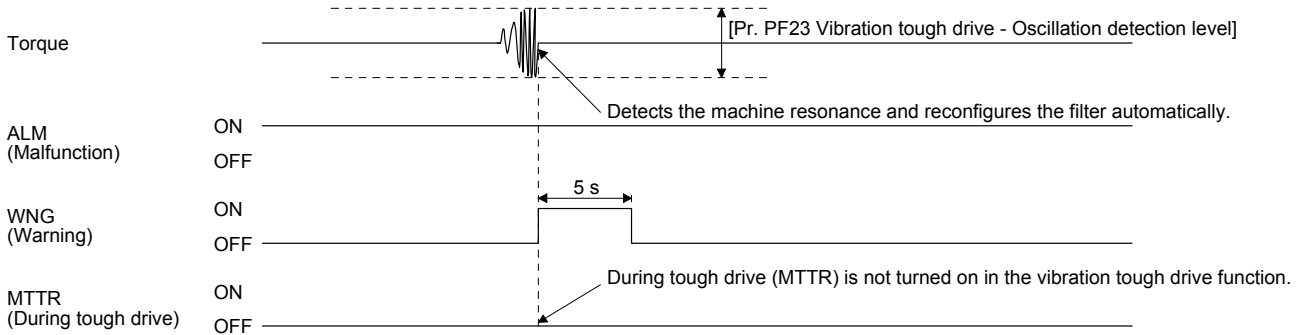 [Pr. PF23 Vibration tough drive - Oscillation detection level]
Torque
Detects the machine resonance and reconfigures the filter automatically.
ALM
(Malfunction)
ON
OFF
5 s
WNG
(Warning)
ON
OFF
During tough drive (MTTR) is not turned on in the vibration tough drive function.
MTTR
(During tough drive)
ON
OFF